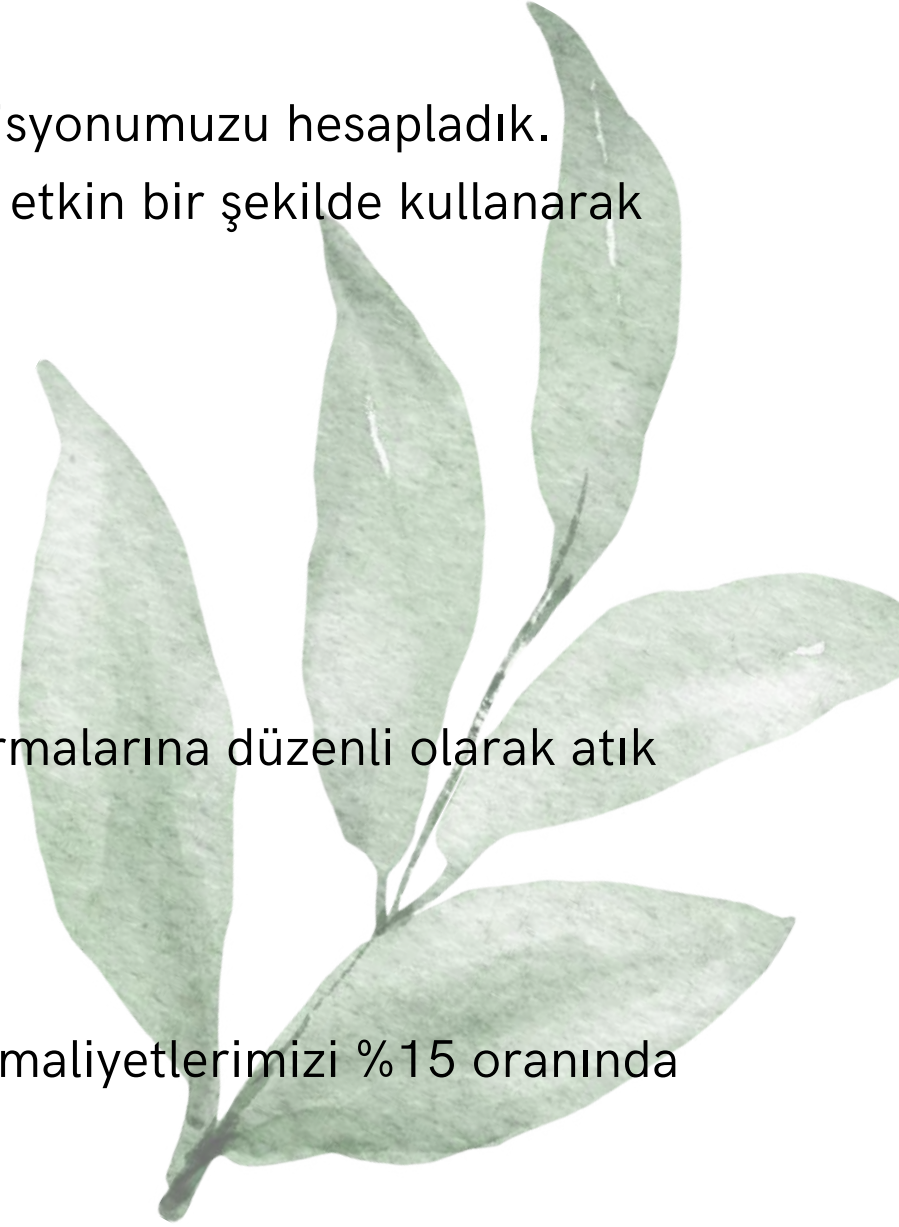 syonumuzu hesapladık.
etkin bir şekilde kullanarak
rmalarına düzenli olarak atık
maliyetlerimizi %15 oranında